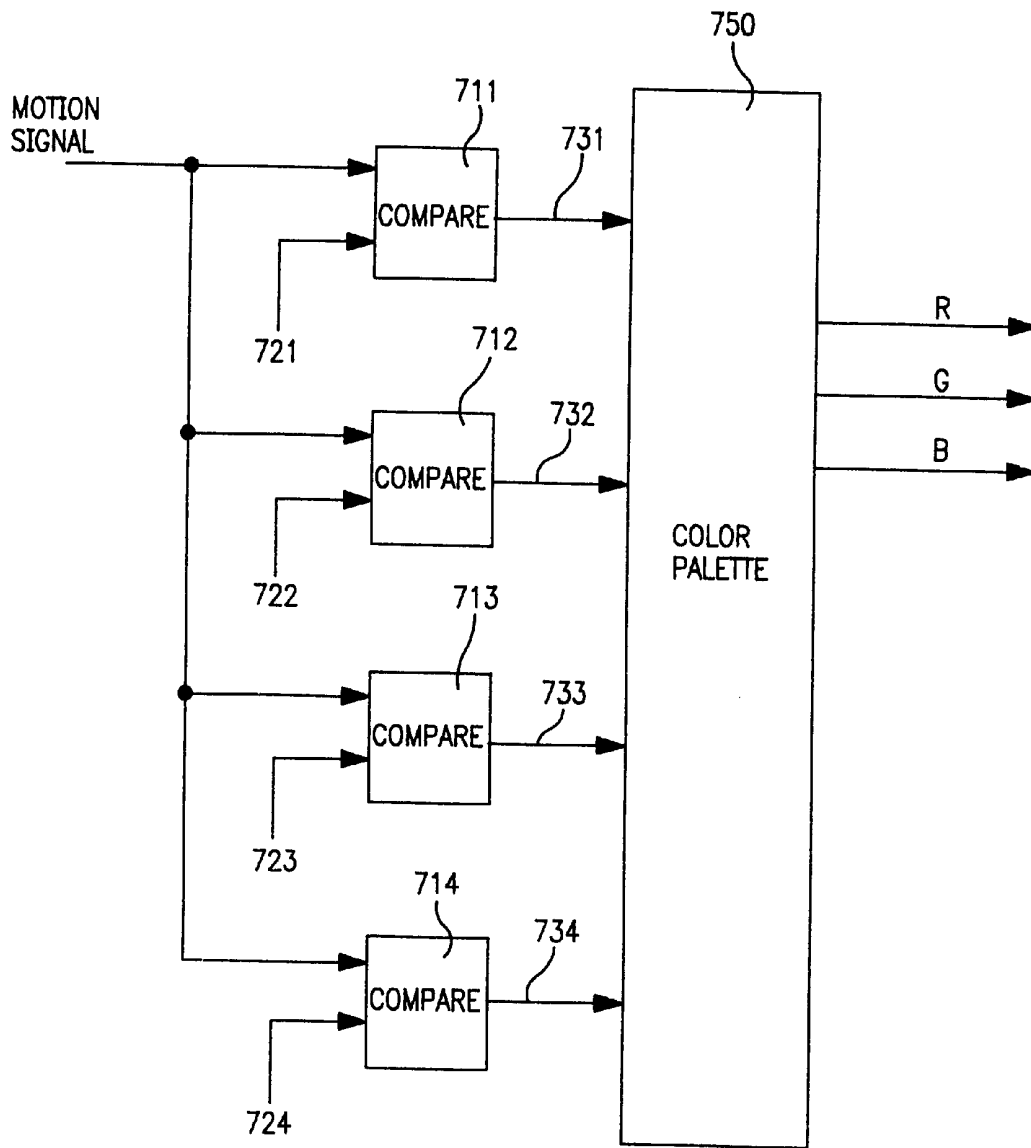 750
MOTION
SIGNAL
711
731
COMPARE
721
R
712
G
732
B
COMPARE
COLOR
PALETTE
722
713
733
COMPARE
723
714
734
COMPARE
724